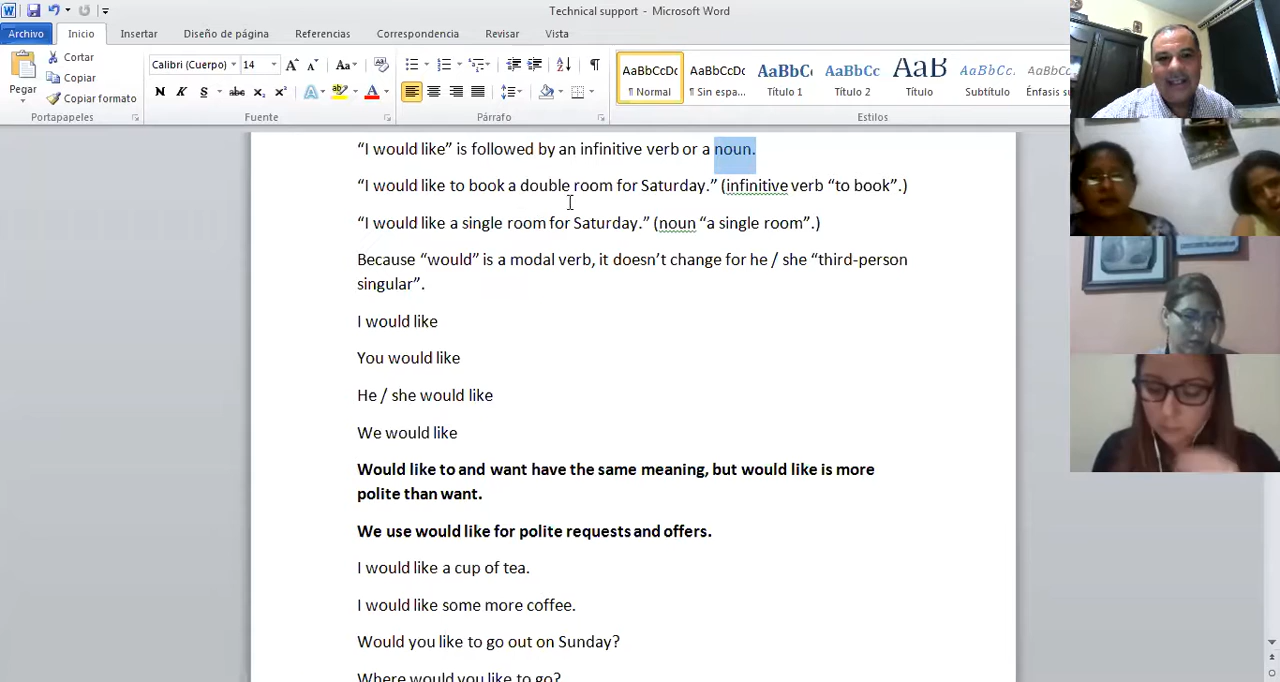 Technical support - Microsoft Word
Archivo Inicio Insertar Diseño de página Referencias Correspondencia Revisar Vista
Pegar
Cortar
Copiar
Copiar formato
Calibri (Cuerpo) 14
AaBbCcDc AaBbCcDc AaBbC AaBbCc AaB AaBbCc. AaBbCc
¶ Normal ¶ Sin espa... Título 1 Título 2 Título Subtítulo Énfasis su
Portapapeles Fuente Párrafo Estilos
“I would like” is followed by an infinitive verb or a noun.
“I would like to book a double room for Saturday.” (infinitive verb “to book”.)
“I would like a single room for Saturday.” (noun “a single room”.)
Because “would” is a modal verb, it doesn’t change for he / she “third-person
singular”.
I would like
You would like
He / she would like
We would like
Would like to and want have the same meaning, but would like is more
polite than want.
We use would like for polite requests and offers.
I would like a cup of tea.
I would like some more coffee.
Would you like to go out on Sunday?
Where would you like to go?